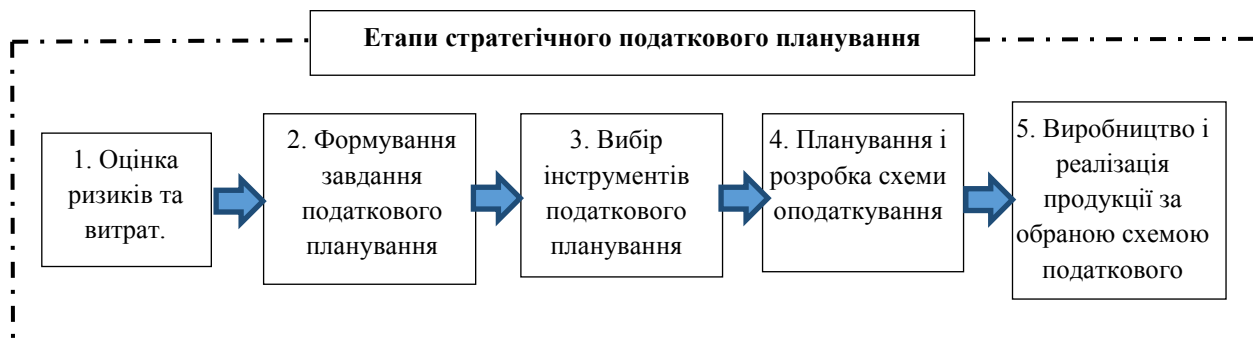 Етапи стратегічного податкового планування
1. Оцінка
ризиків та
витрат.
2. Формування
завдання
податкового
планування
3. Вибір
інструментів
податкового
планування
4. Планування і
розробка схеми
оподаткування
5. Виробництво і
реалізація
продукції за
обраною схемою
податкового